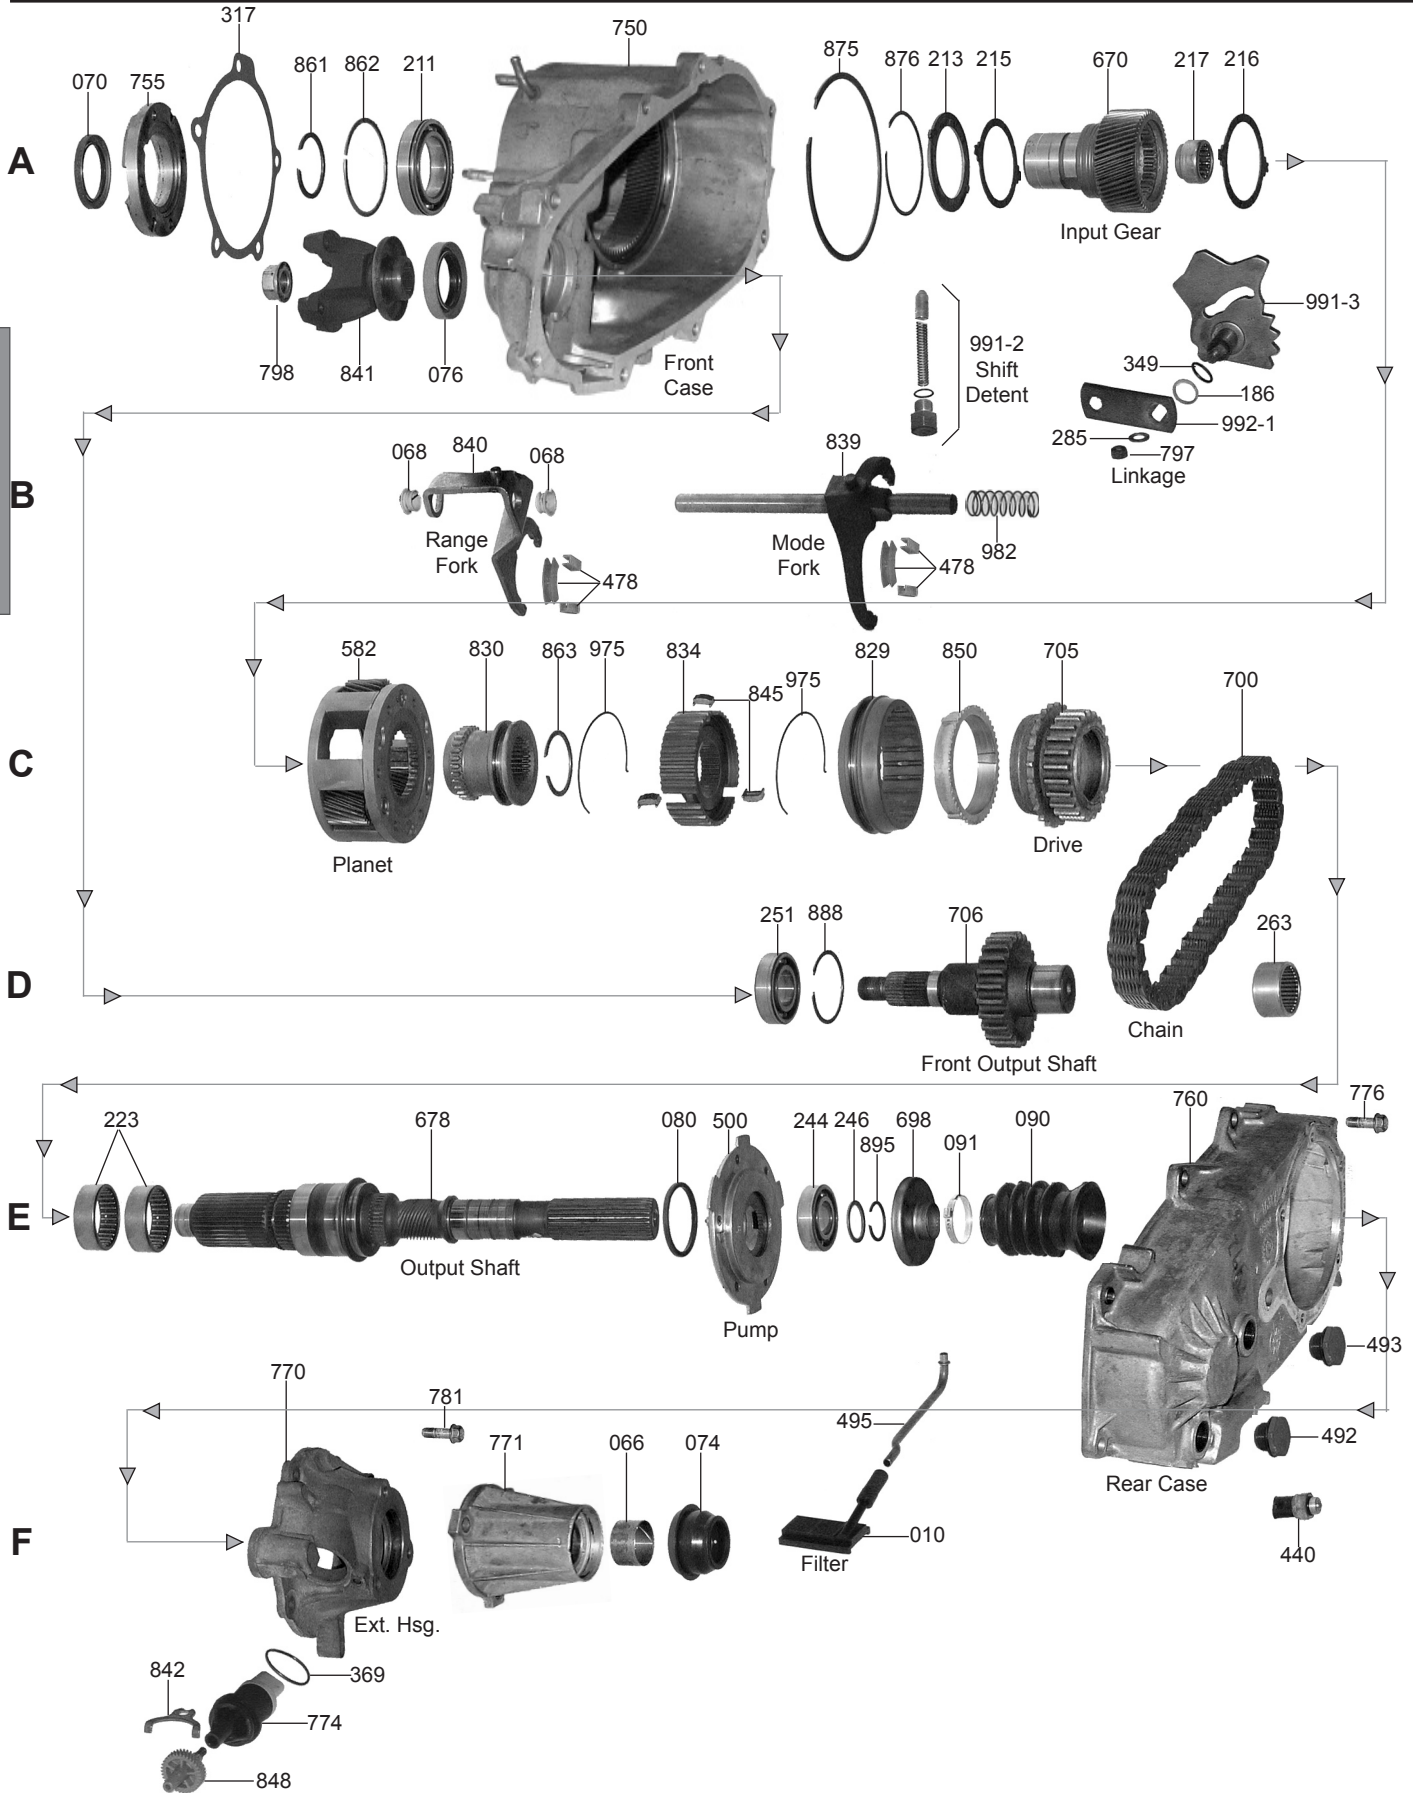 317
750
875
876
213
215
670
217
216
070
755
861
862
211
A
Input Gear
991-3
798
841
076
Front
Case
991-2
Shift
Detent
349
186
992-1
285
797
Linkage
B
068
840
068
839
Range
Fork
478
Mode
Fork
982
478
C
582
830
863
975
834
845
975
829
850
705
700
Planet
Drive
D
251
888
706
263
Chain
Front Output Shaft
E
223
678
080
500
244
246
895
698
091
090
760
776
Output Shaft
Pump
493
492
Rear Case
440
F
770
781
771
066
074
495
010
Filter
Ext. Hsg.
842
369
774
848